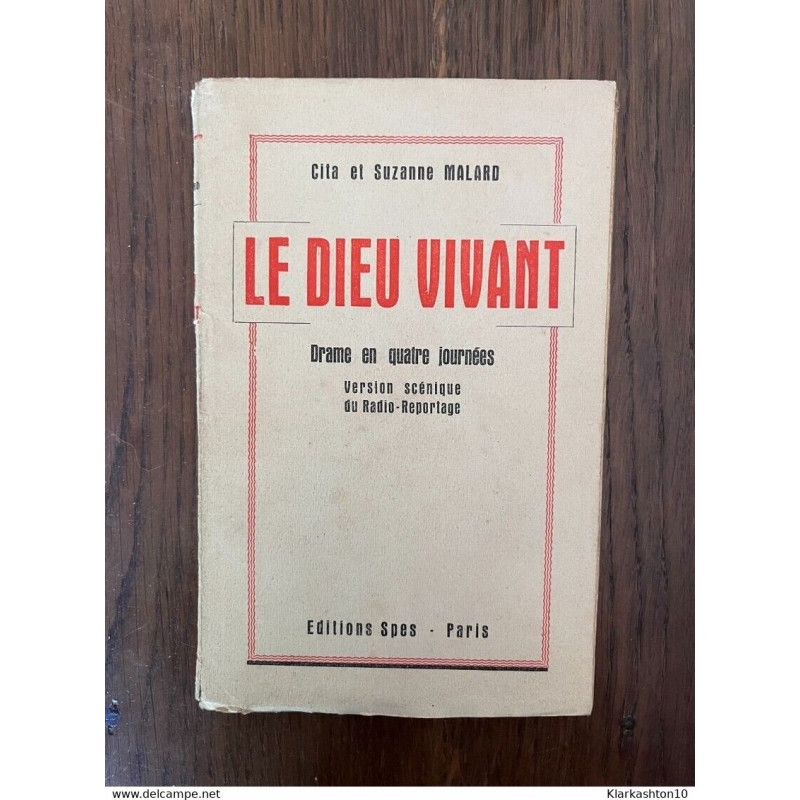 Cita et Suzanne MALARD
LE DIEU VIVANT
Drame en quatre journées
Version scénique
du Radio-Reportage
Editions Spes - Paris
www.delcampe.net
Klarkashton10